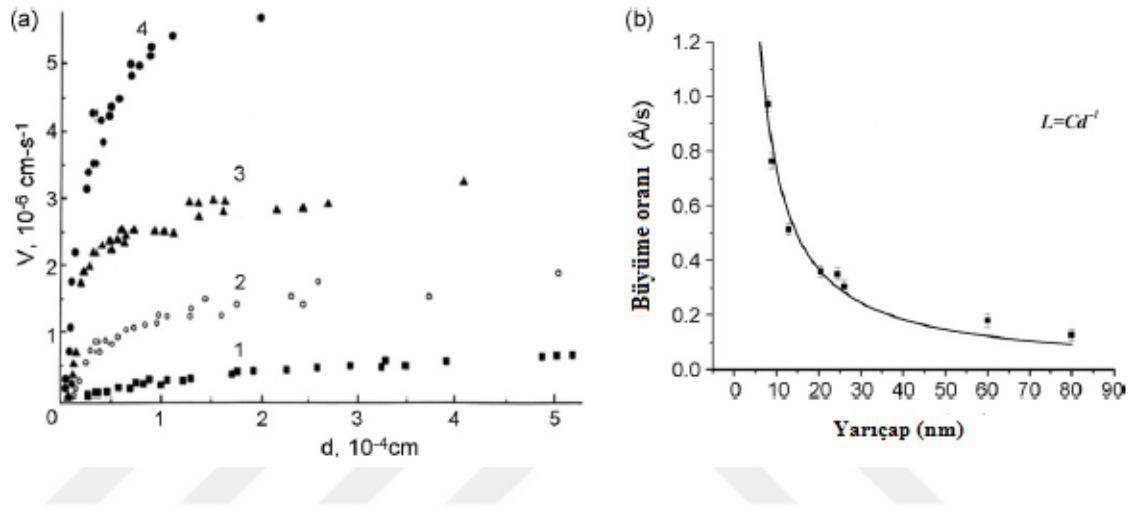 (a)
4
5
4
3
3
2
2
1
1
0
1
2
3
4
5
V, 10⁻⁶ cm-s⁻¹
d, 10⁻⁴cm
(b)
1.2
1.0
0.8
0.6
0.4
0.2
0.0
0 10 20 30 40 50 60 70 80 90
Büyüme oranı (Å/s)
L=Cd⁻¹
Yarıçap (nm)